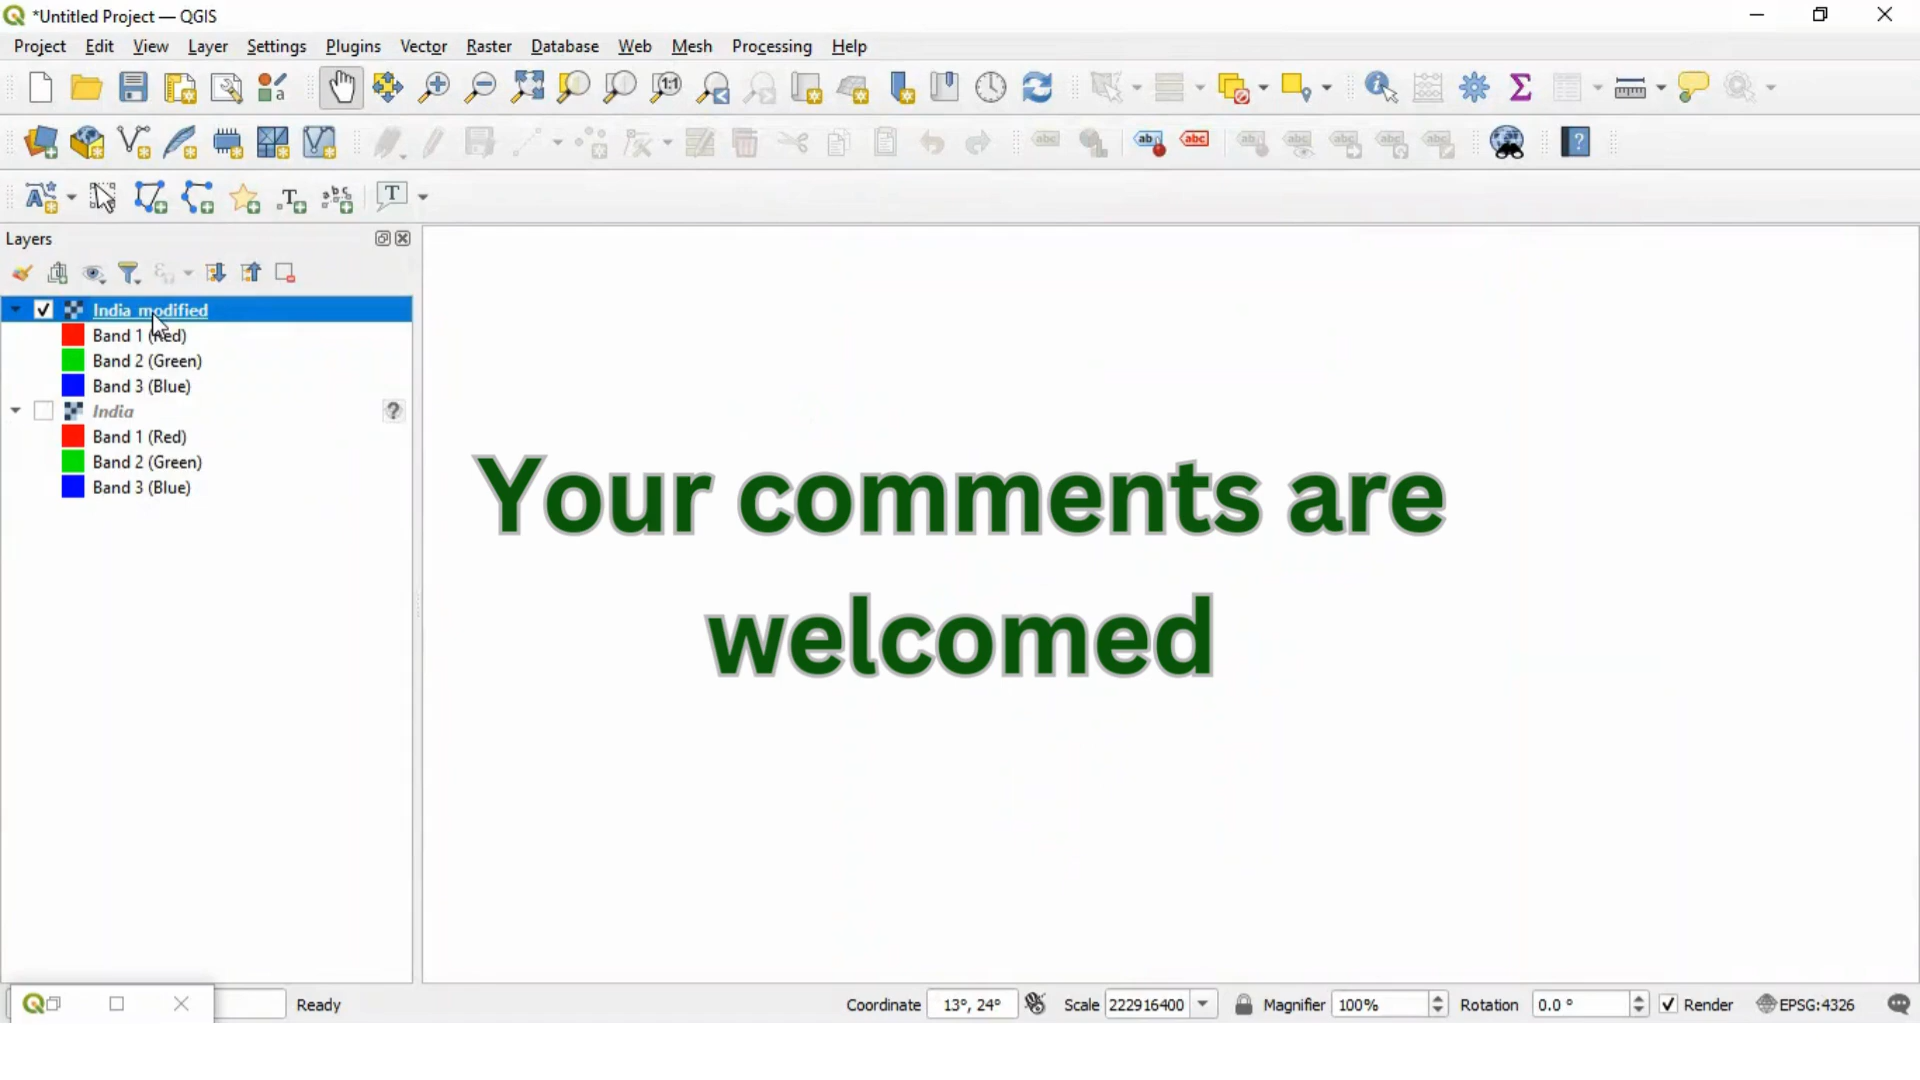 *Untitled Project — QGIS
Project Edit View Layer Settings Plugins Vector Raster Database Web Mesh Processing Help
Layers
India_modified
Band 1 (Red)
Band 2 (Green)
Band 3 (Blue)
India
?
Band 1 (Red)
Band 2 (Green)
Band 3 (Blue)
Your comments are
welcomed
Ready Coordinate 13°, 24° Scale 222916400 Magnifier 100% Rotation 0.0 ° Render EPSG:4326